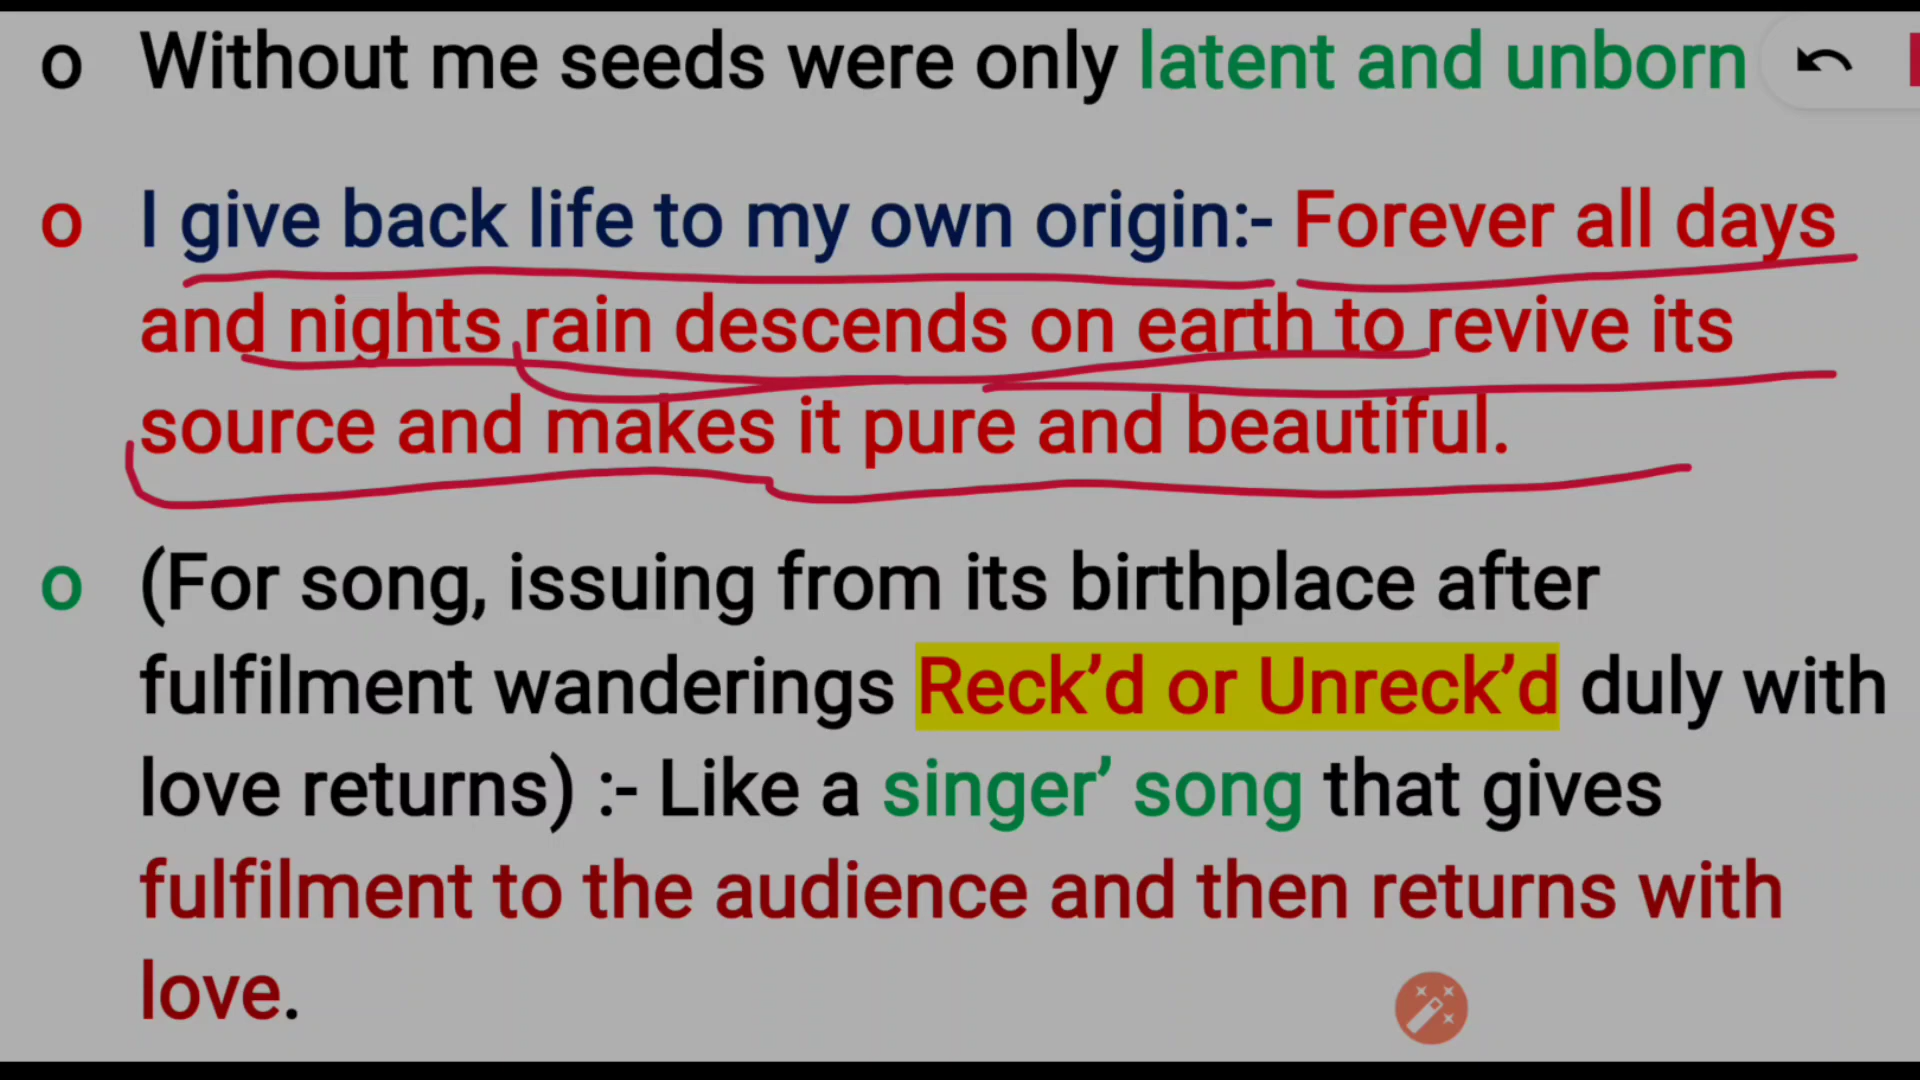 o Without me seeds were only latent and unborn
o I give back life to my own origin:- Forever all days
and nights rain descends on earth to revive its
source and makes it pure and beautiful.
o (For song, issuing from its birthplace after
fulfilment wanderings Reck’d or Unreck’d duly with
love returns) :- Like a singer’ song that gives
fulfilment to the audience and then returns with
love.